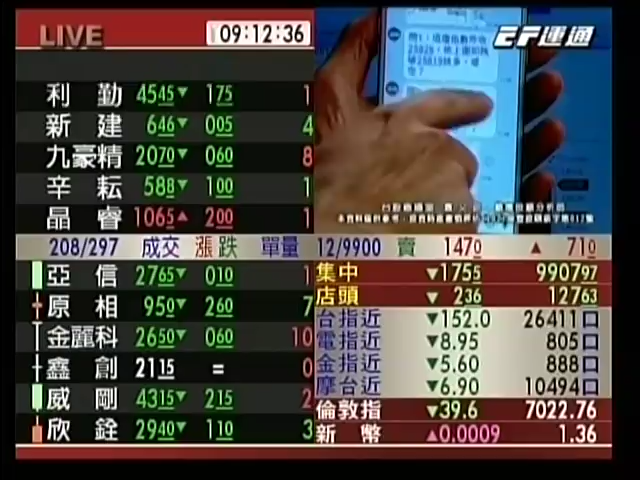 LIVE 09:12:36
EF運通
利勤 4545▼ 175 1
新建 646▼ 005 4
九豪精 2070▼ 060 8
辛耘 588▼ 100 1
晶睿 1065▲ 200 1
208/297 成交 漲跌 單量 12/9900 賣 1470 ▲ 710
亞信 2765▼ 010 1
原相 950▼ 260 7
金麗科 2650▼ 060 10
鑫創 2115 = 0
威剛 4315▼ 215 2
欣銓 2940▼ 110 3
集中 ▼1755 990797
店頭 ▼ 236 12763
台指近 ▼152.0 26411口
電指近 ▼8.95 805口
金指近 ▼5.60 888口
摩台近 ▼6.90 10494口
倫敦指 ▼39.6 7022.76
新幣 ▲0.0009 1.36